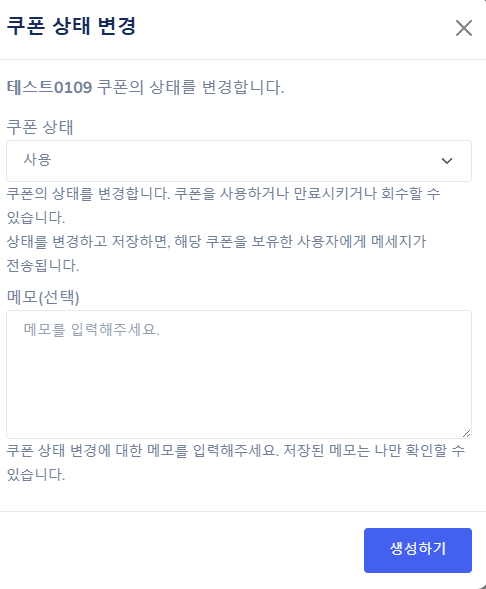 쿠폰 상태 변경
테스트0109 쿠폰의 상태를 변경합니다.
쿠폰 상태
사용
쿠폰의 상태를 변경합니다. 쿠폰을 사용하거나 만료시키거나 회수할 수
있습니다.
상태를 변경하고 저장하면, 해당 쿠폰을 보유한 사용자에게 메세지가
전송됩니다.
메모(선택)
메모를 입력해주세요.
쿠폰 상태 변경에 대한 메모를 입력해주세요. 저장된 메모는 나만 확인할 수
있습니다.
생성하기